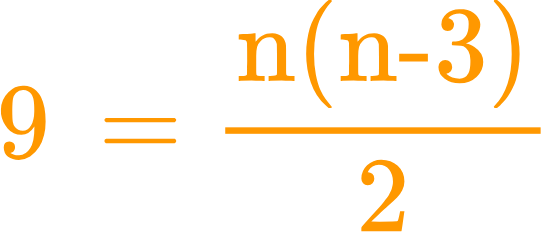 9 = n(n-3)/2